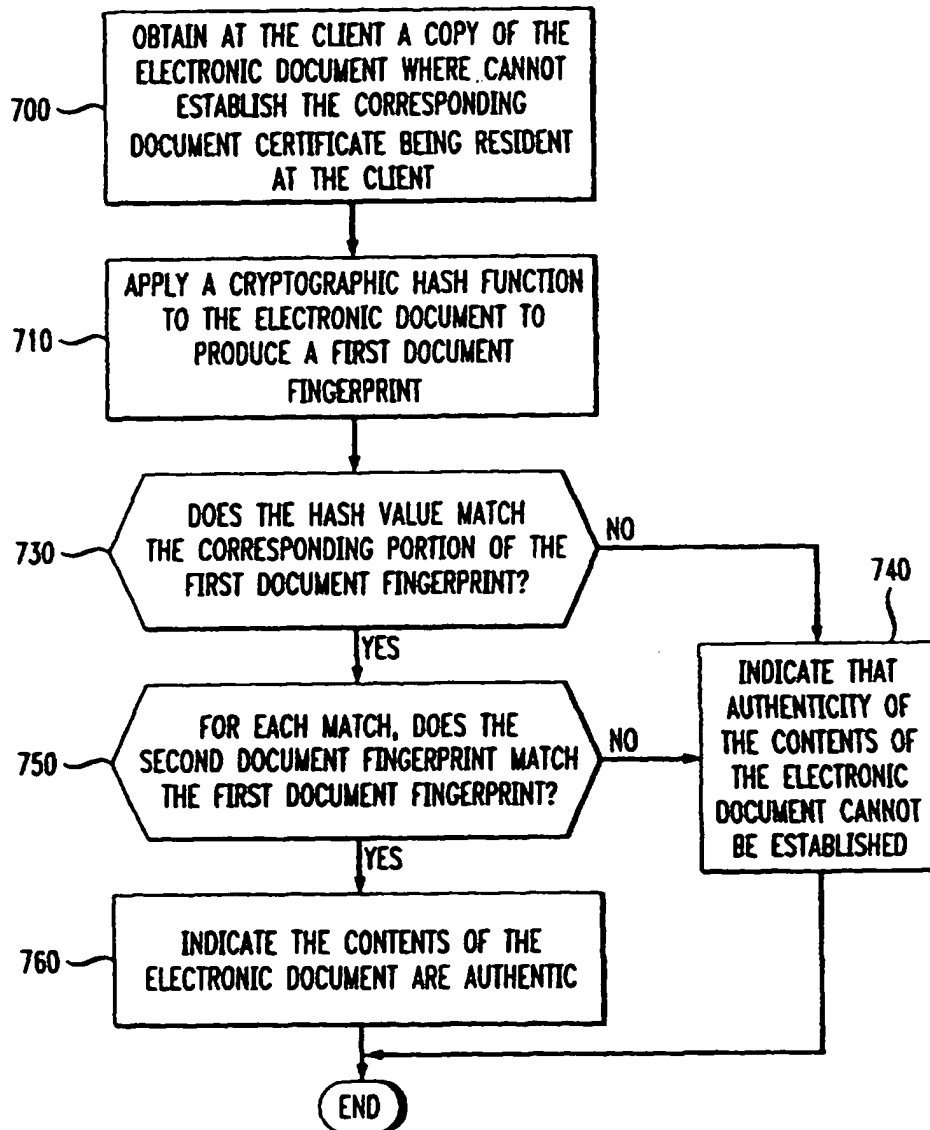 OBTAIN AT THE CLIENT A COPY OF THE
ELECTRONIC DOCUMENT WHERE CANNOT
ESTABLISH THE CORRESPONDING
DOCUMENT CERTIFICATE BEING RESIDENT
AT THE CLIENT
700
APPLY A CRYPTOGRAPHIC HASH FUNCTION
TO THE ELECTRONIC DOCUMENT TO
PRODUCE A FIRST DOCUMENT
FINGERPRINT
710
DOES THE HASH VALUE MATCH
THE CORRESPONDING PORTION OF THE
FIRST DOCUMENT FINGERPRINT?
730
NO
YES
740
INDICATE THAT
AUTHENTICITY OF
THE CONTENTS OF
THE ELECTRONIC
DOCUMENT CANNOT
BE ESTABLISHED
FOR EACH MATCH, DOES THE
SECOND DOCUMENT FINGERPRINT MATCH
THE FIRST DOCUMENT FINGERPRINT?
750
NO
YES
INDICATE THE CONTENTS OF THE
ELECTRONIC DOCUMENT ARE AUTHENTIC
760
END